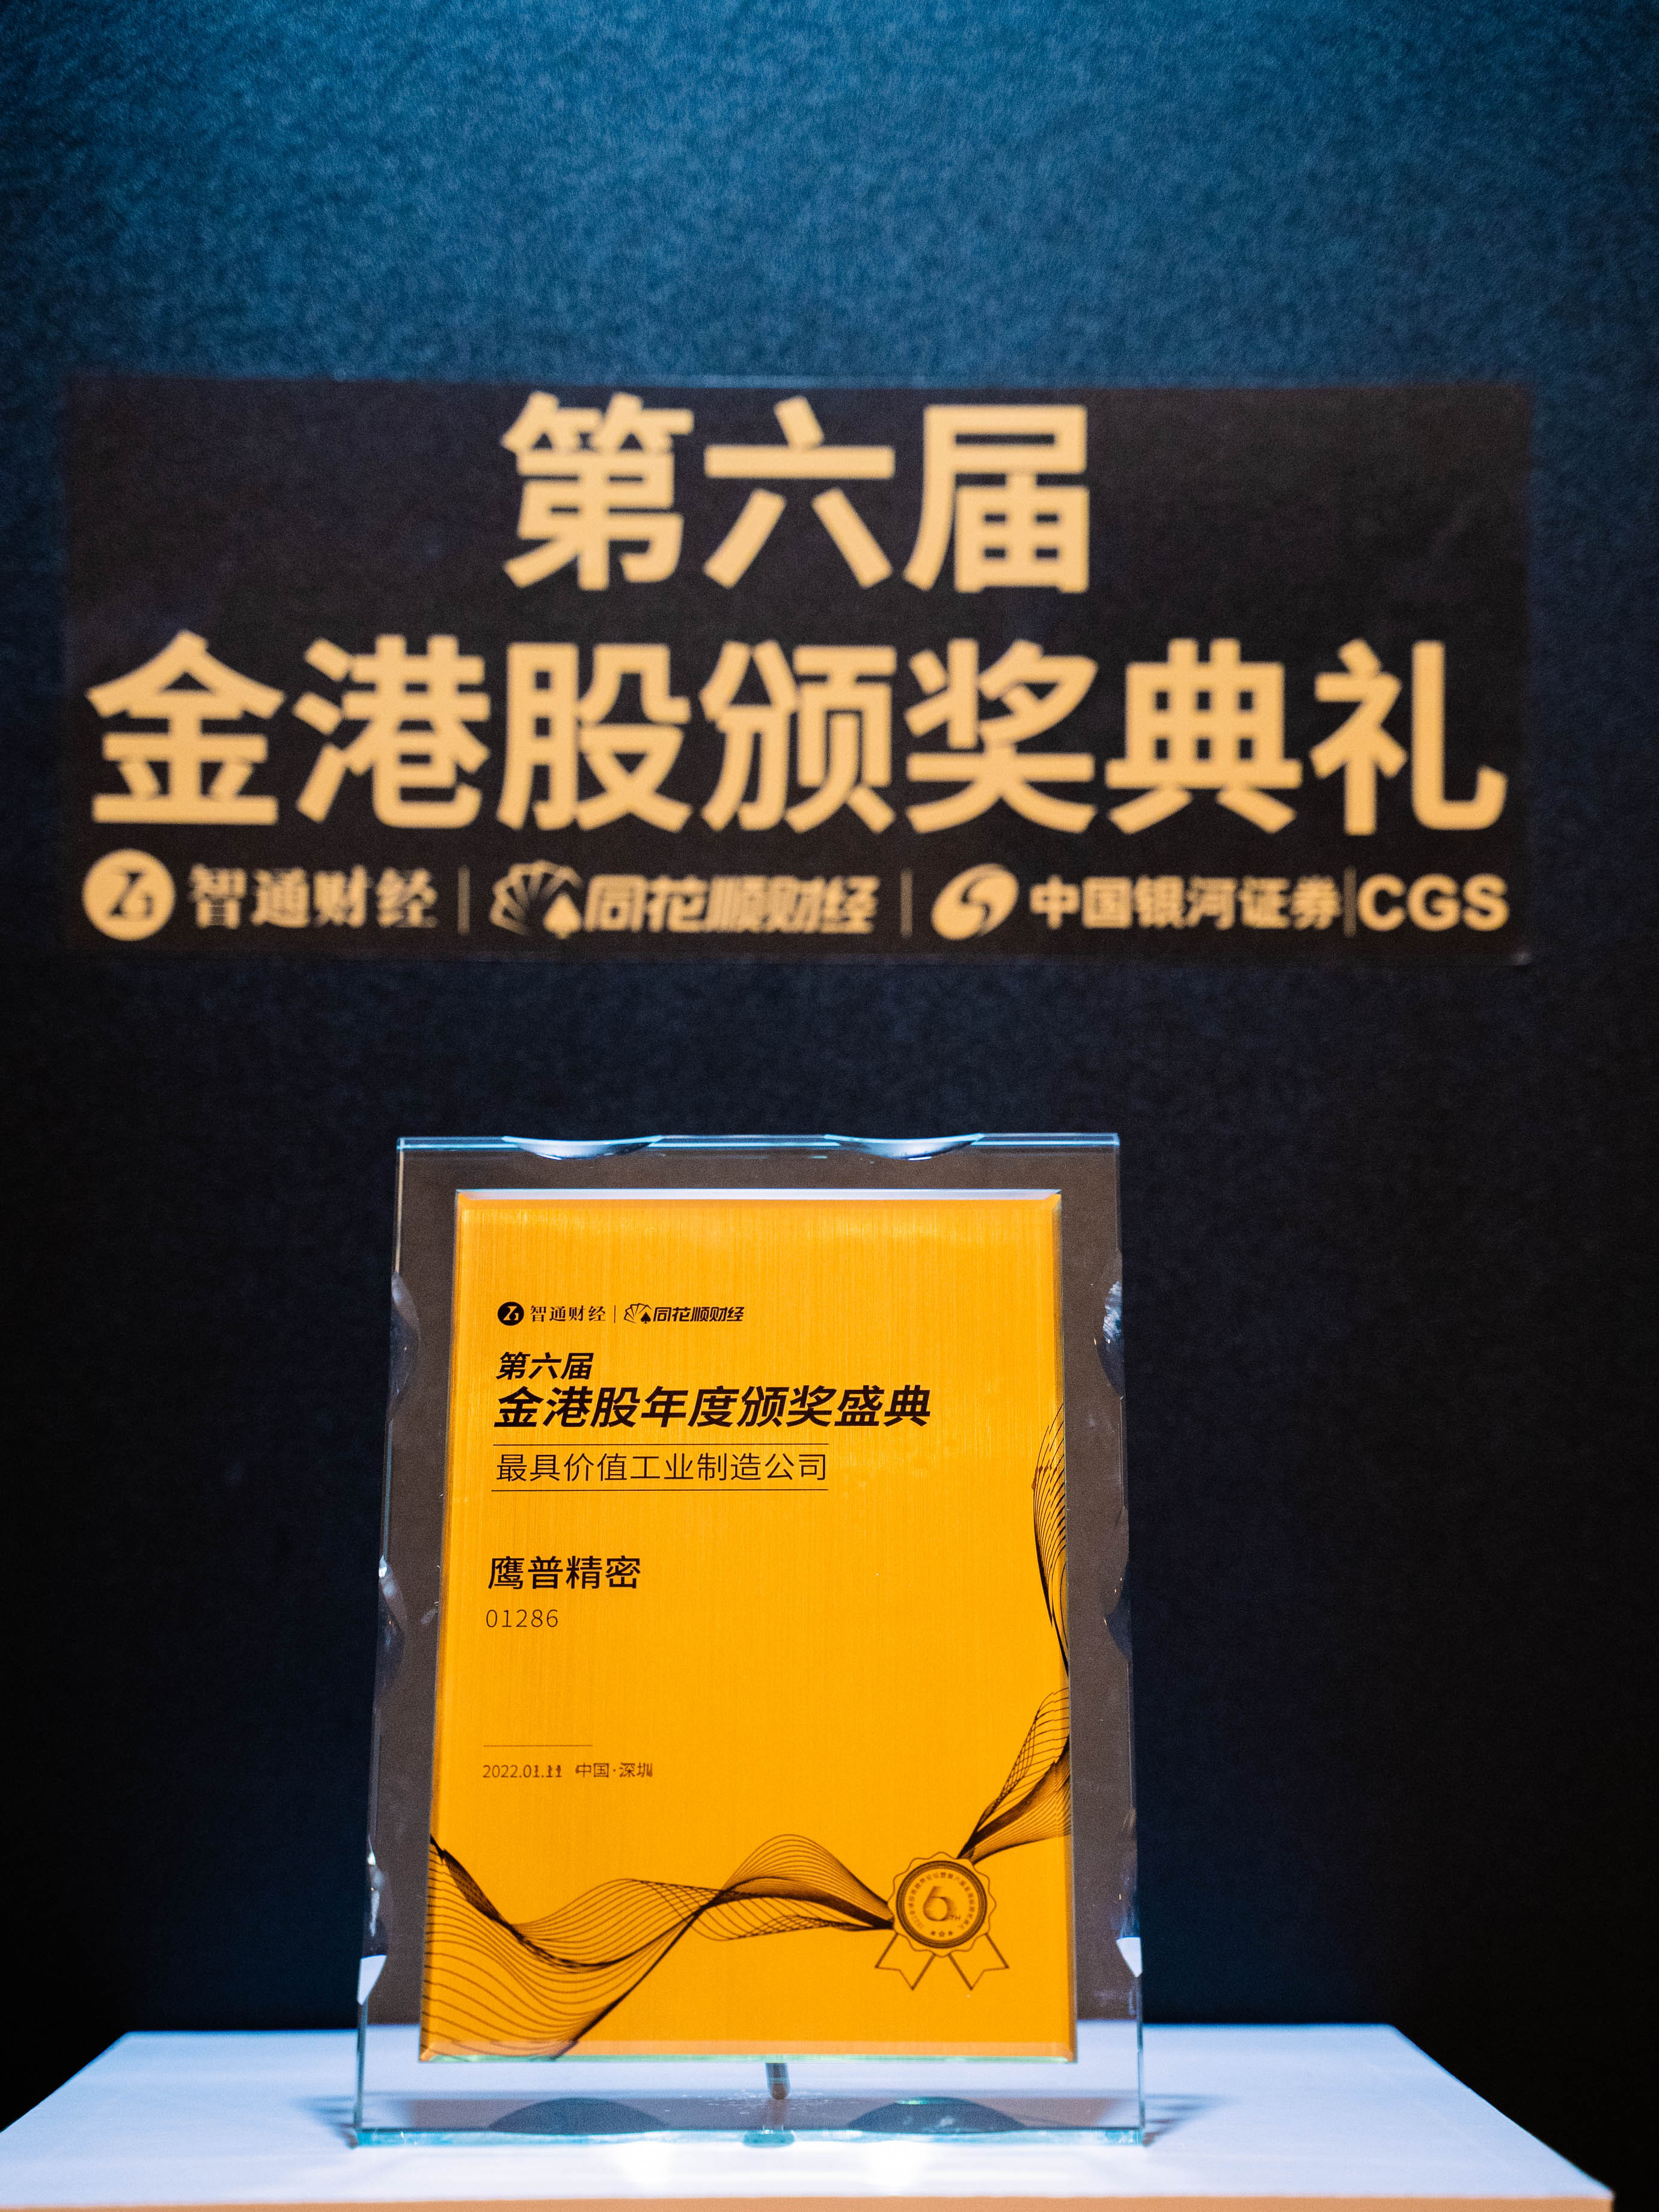 第六届
金港股颁奖典礼
智通财经 | 同花顺财经 | 中国银河证券 | CGS
智通财经 | 同花顺财经
第六届
金港股年度颁奖盛典
最具价值工业制造公司
鹰普精密
01286
2022.01.11 中国·深圳
6TH